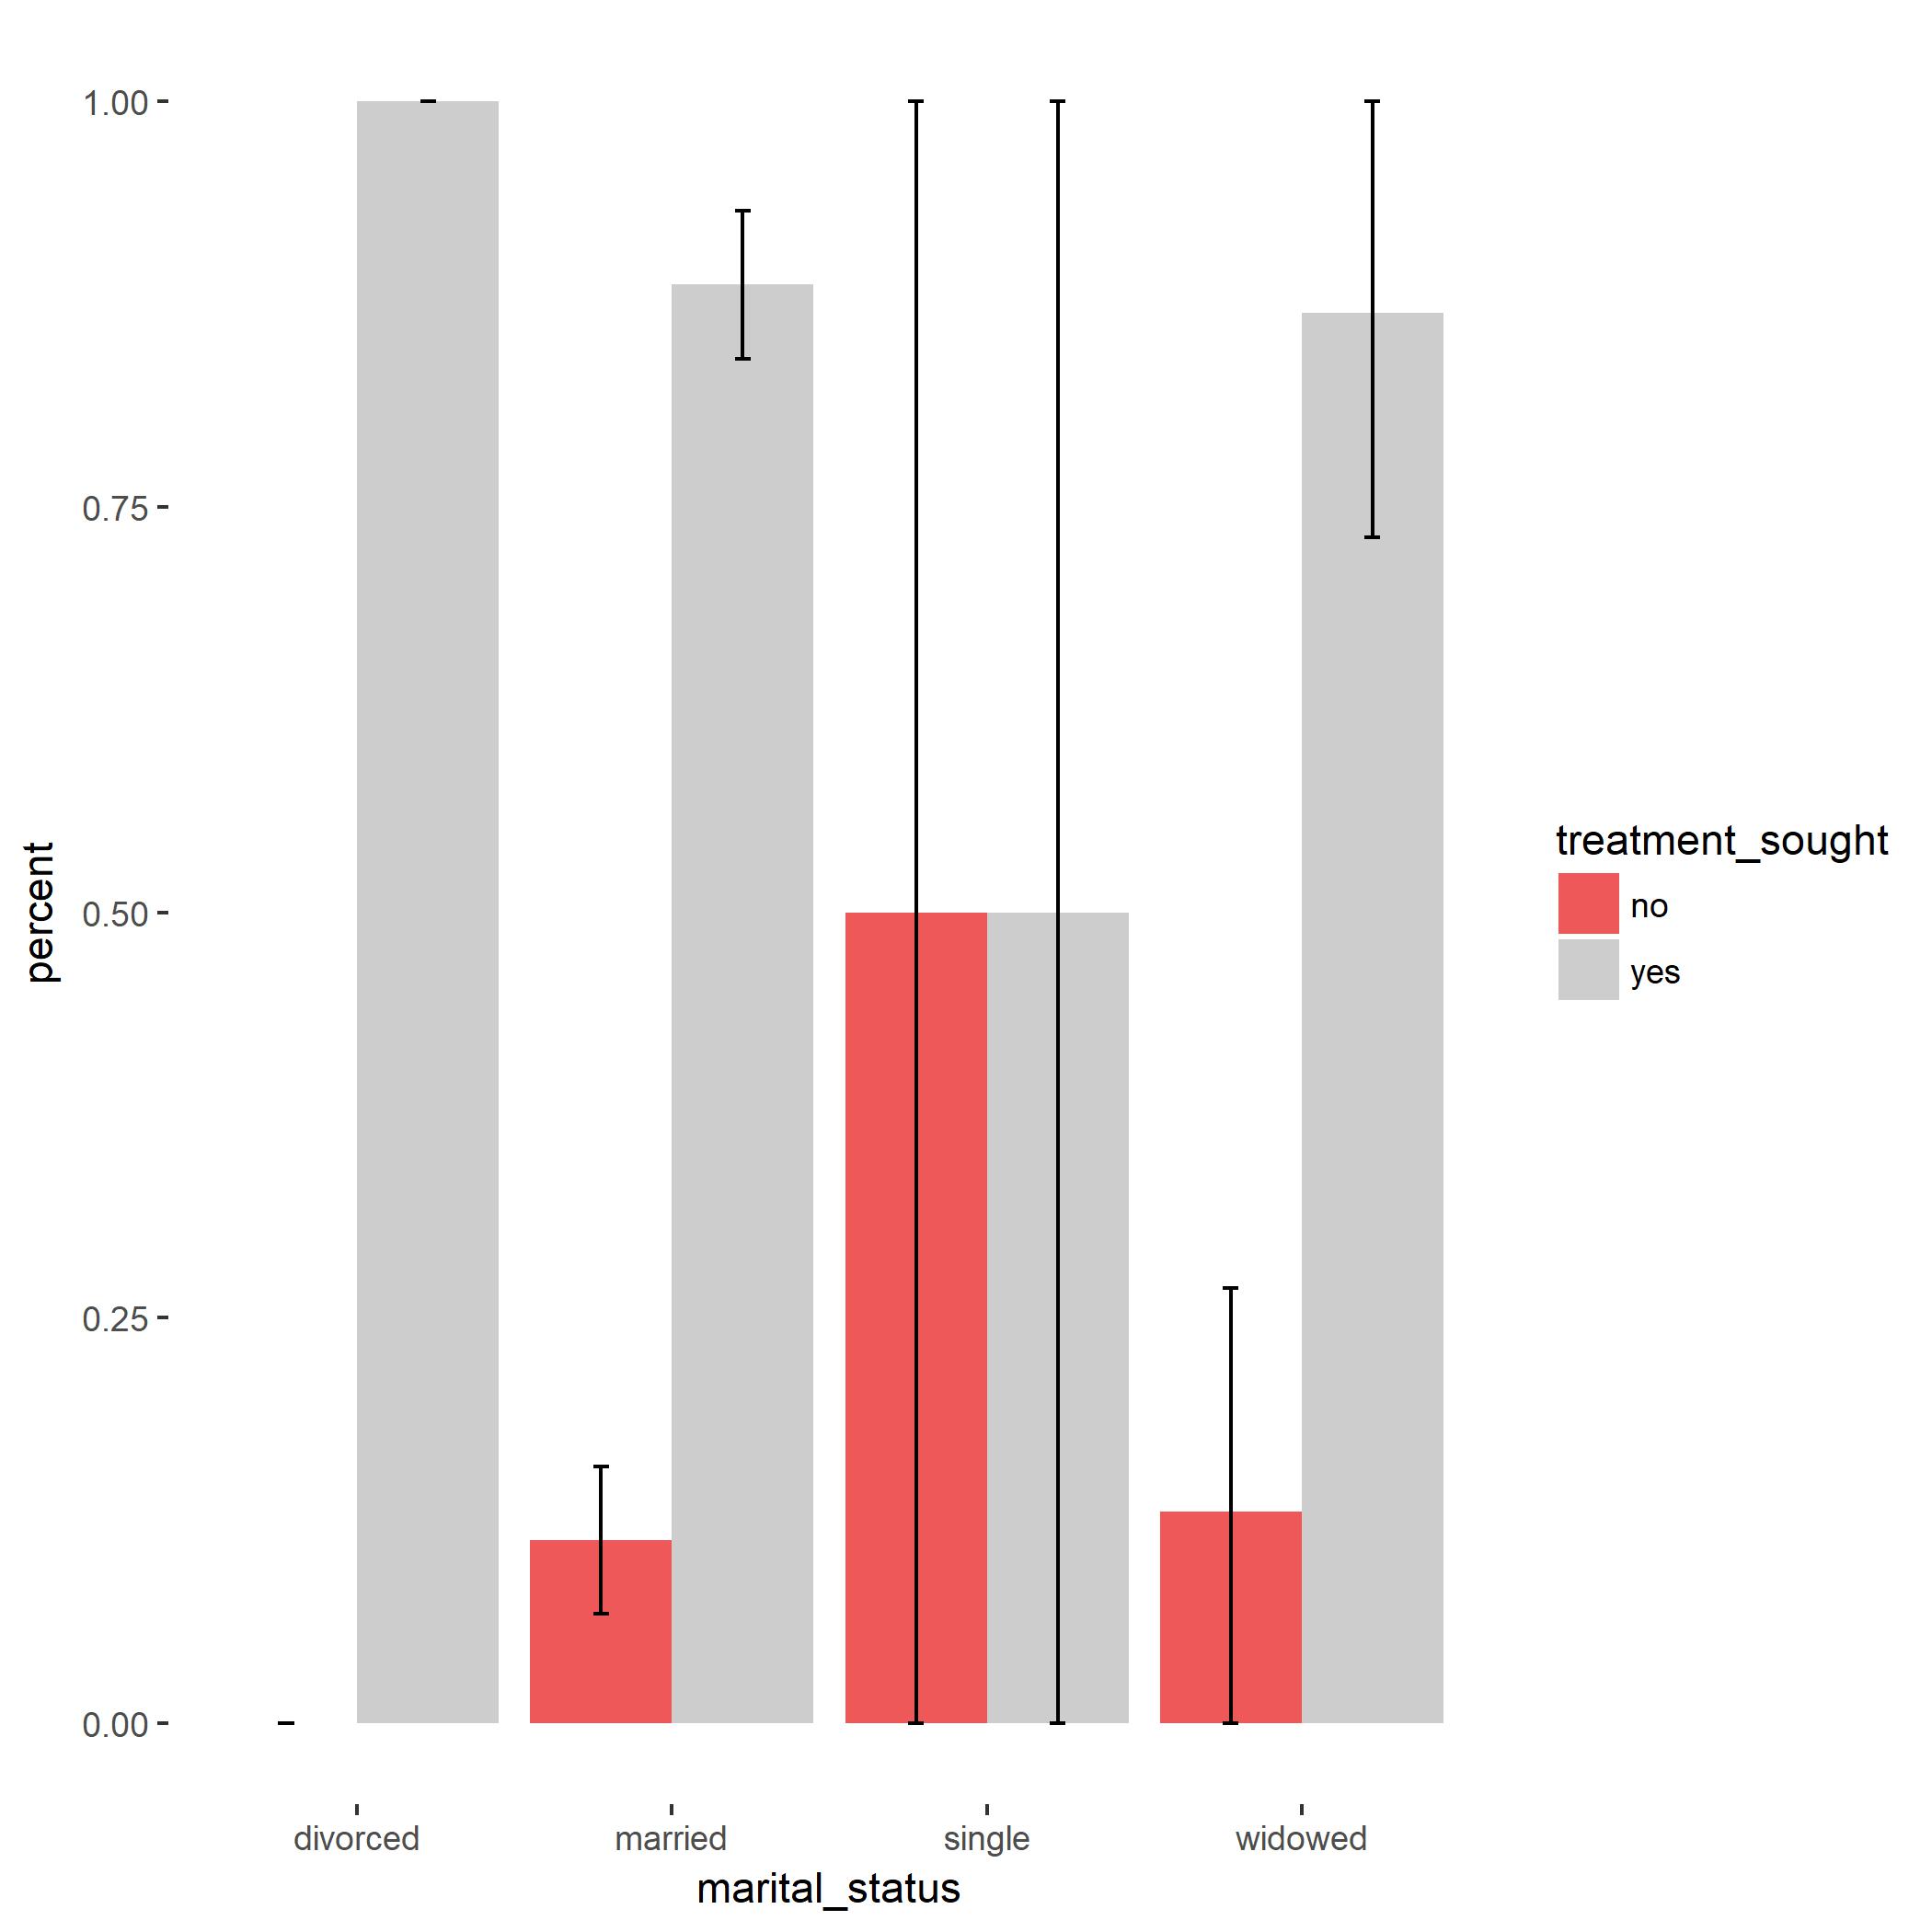 percent
1.00
0.75
0.50
0.25
0.00
divorced married single widowed
marital_status
treatment_sought
no
yes